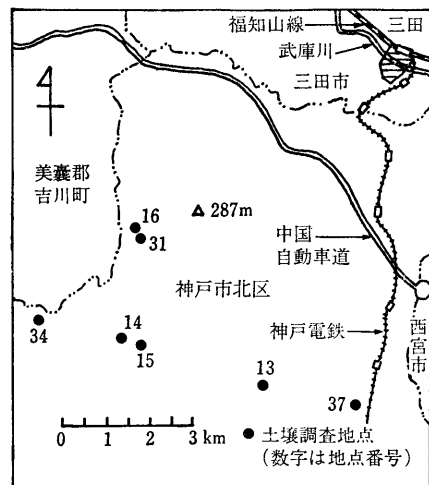 福知山線
三田
武庫川
三田市
美囊郡
吉川町
16
287m
31
中国
自動車道
神戸市北区
34
14
15
神戸電鉄
西宮市
13
37
0 1 2 3 km
土壌調査地点
(数字は地点番号)